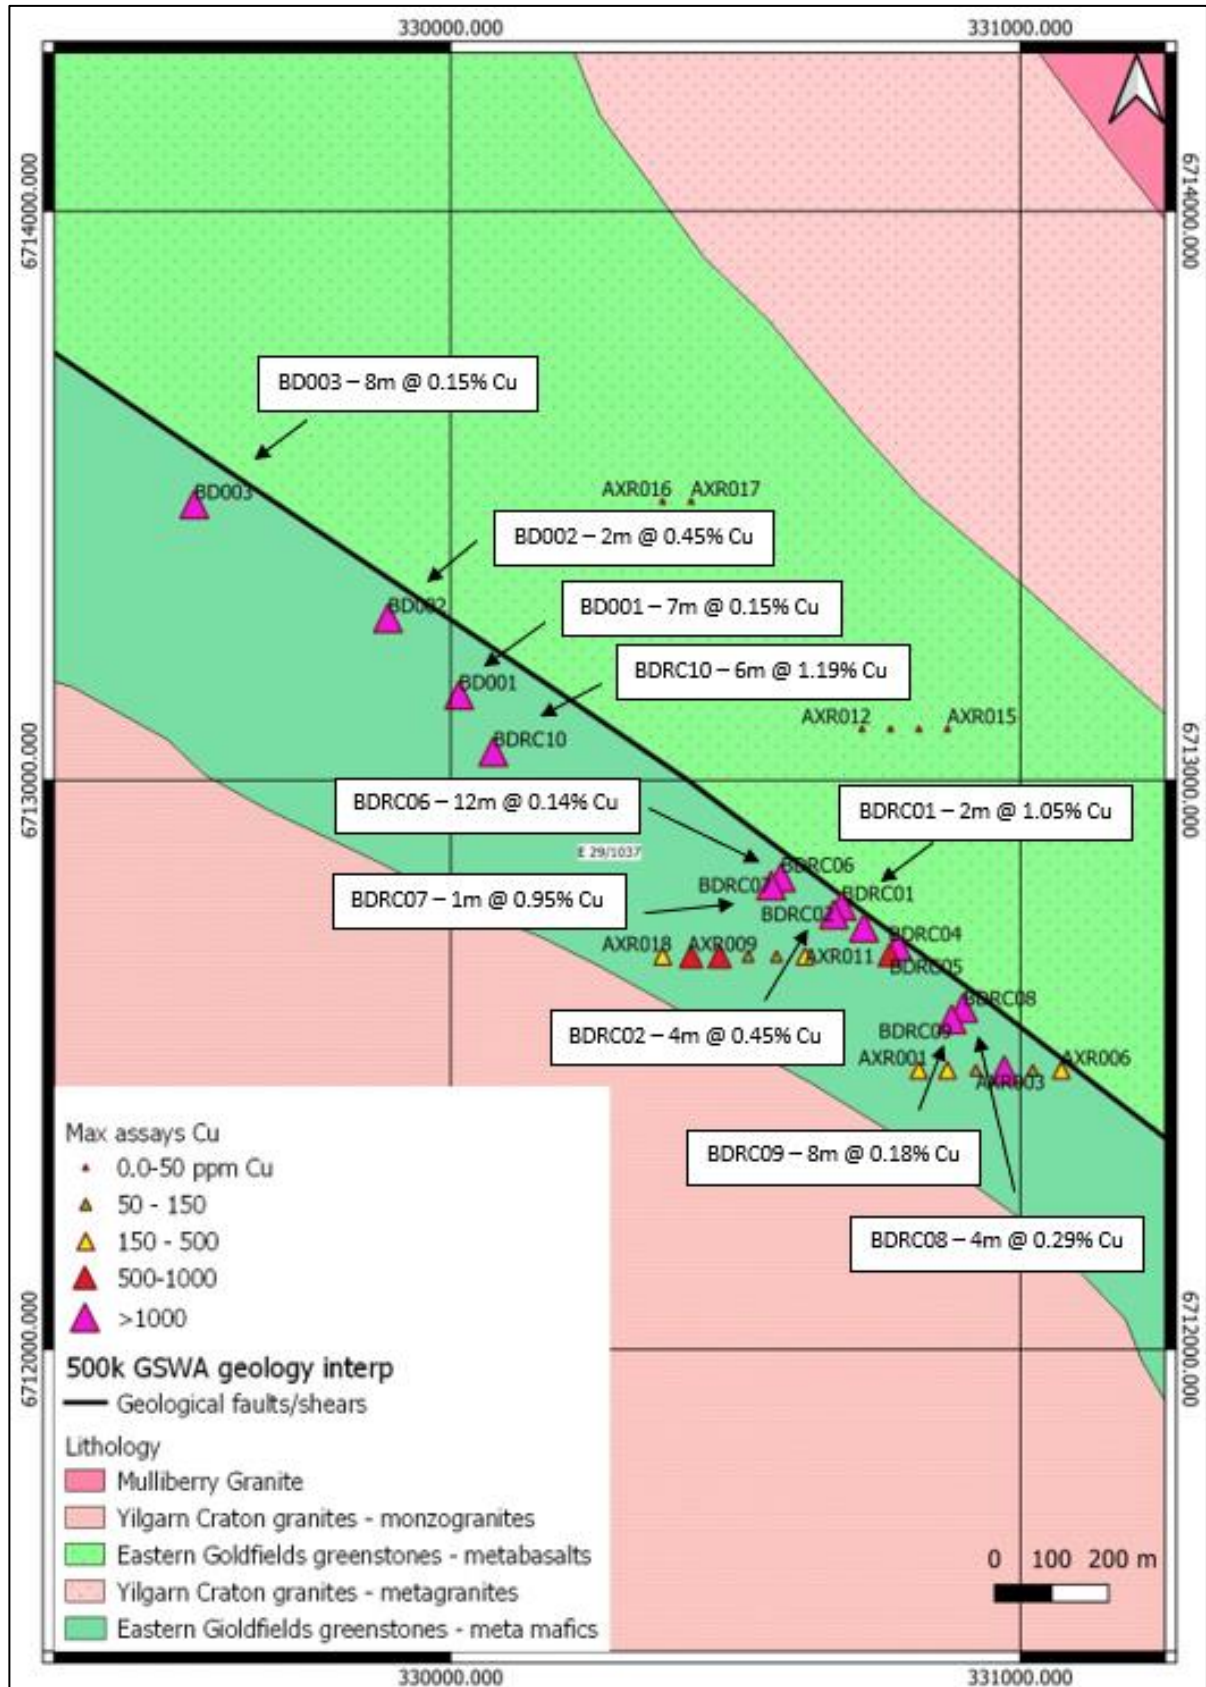 330000.000
331000.000
6714000.000
6714000.000
BD003 – 8m @ 0.15% Cu
BD003
AXR016
AXR017
BD002 – 2m @ 0.45% Cu
BD002
BD001 – 7m @ 0.15% Cu
BDRC10 – 6m @ 1.19% Cu
BD001
AXR012
AXR015
BDRC10
6713000.000
6713000.000
BDRC06 – 12m @ 0.14% Cu
BDRC01 – 2m @ 1.05% Cu
E 29/1037
BDRC06
BDRC07
BDRC07 – 1m @ 0.95% Cu
BDRC01
BDRC02
BDRC04
AXR018
AXR009
AXR011
BDRC05
BDRC08
BDRC02 – 4m @ 0.45% Cu
BDRC09
AXR001
AXR006
AXR003
BDRC09 – 8m @ 0.18% Cu
BDRC08 – 4m @ 0.29% Cu
Max assays Cu
0.0-50 ppm Cu
50 - 150
150 - 500
500-1000
>1000
6712000.000
6712000.000
500k GSWA geology interp
Geological faults/shears
Lithology
Mulliberry Granite
Yilgarn Craton granites - monzogranites
Eastern Goldfields greenstones - metabasalts
Yilgarn Craton granites - metagranites
Eastern Gioldfields greenstones - meta mafics
0 100 200 m
330000.000
331000.000